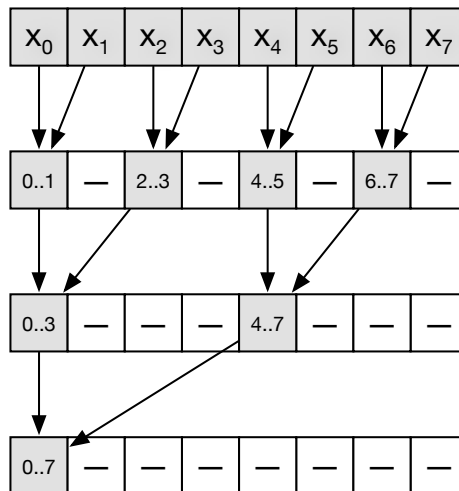 x₀ x₁ x₂ x₃ x₄ x₅ x₆ x₇
0..1 — 2..3 — 4..5 — 6..7 —
0..3 — — — 4..7 — — —
0..7 — — — — — — —